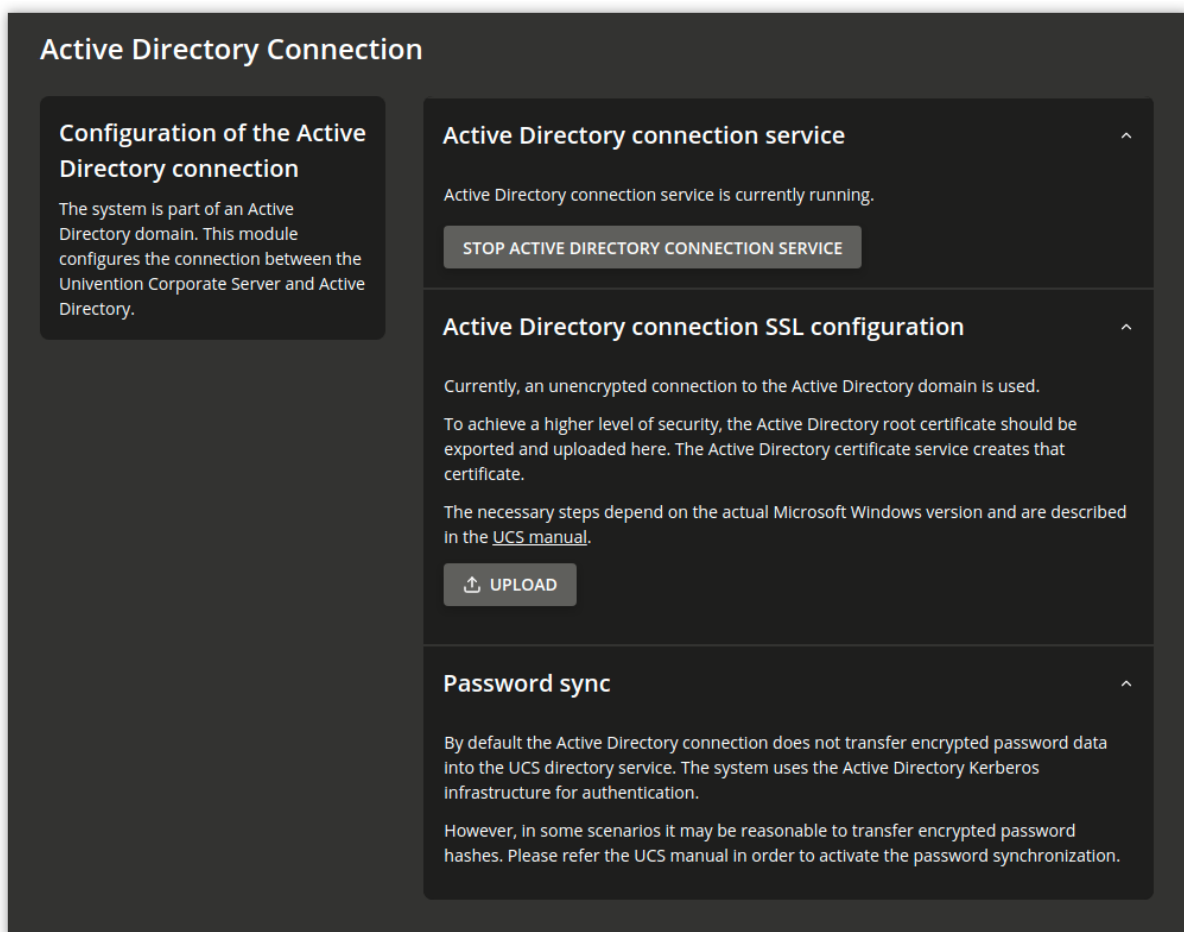 Active Directory Connection
Configuration of the Active
Directory connection
The system is part of an Active
Directory domain. This module
configures the connection between the
Univention Corporate Server and Active
Directory.
Active Directory connection service
Active Directory connection service is currently running.
STOP ACTIVE DIRECTORY CONNECTION SERVICE
Active Directory connection SSL configuration
Currently, an unencrypted connection to the Active Directory domain is used.
To achieve a higher level of security, the Active Directory root certificate should be
exported and uploaded here. The Active Directory certificate service creates that
certificate.
The necessary steps depend on the actual Microsoft Windows version and are described
in the UCS manual.
UPLOAD
Password sync
By default the Active Directory connection does not transfer encrypted password data
into the UCS directory service. The system uses the Active Directory Kerberos
infrastructure for authentication.
However, in some scenarios it may be reasonable to transfer encrypted password
hashes. Please refer the UCS manual in order to activate the password synchronization.